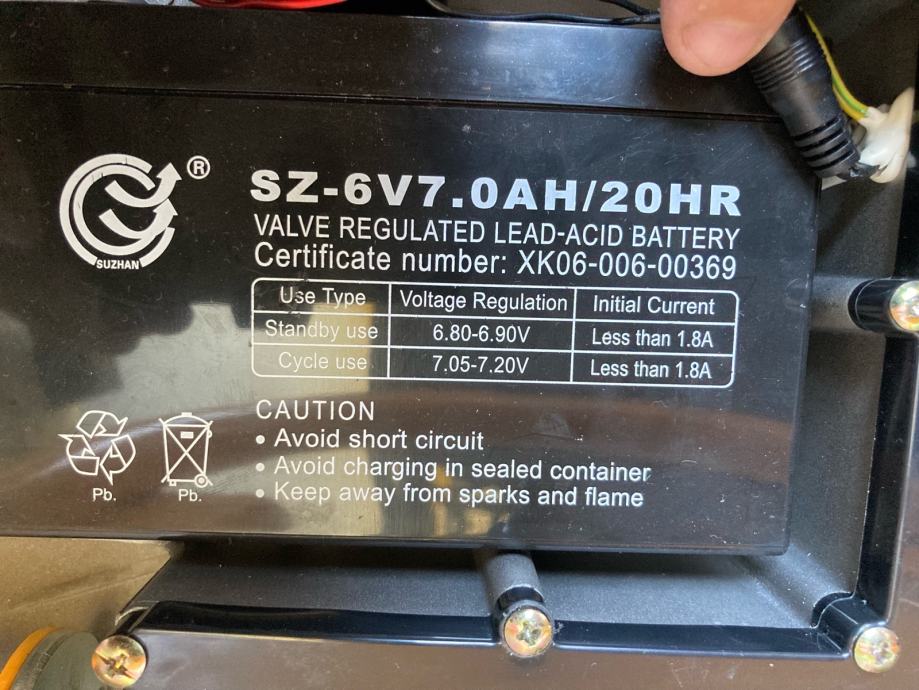 ®
SUZHAN
SZ-6V7.0AH/20HR
VALVE REGULATED LEAD-ACID BATTERY
Certificate number: XK06-006-00369
Use Type Voltage Regulation Initial Current
Standby use 6.80-6.90V Less than 1.8A
Cycle use 7.05-7.20V Less than 1.8A
CAUTION
• Avoid short circuit
• Avoid charging in sealed container
• Keep away from sparks and flame
Pb. Pb.